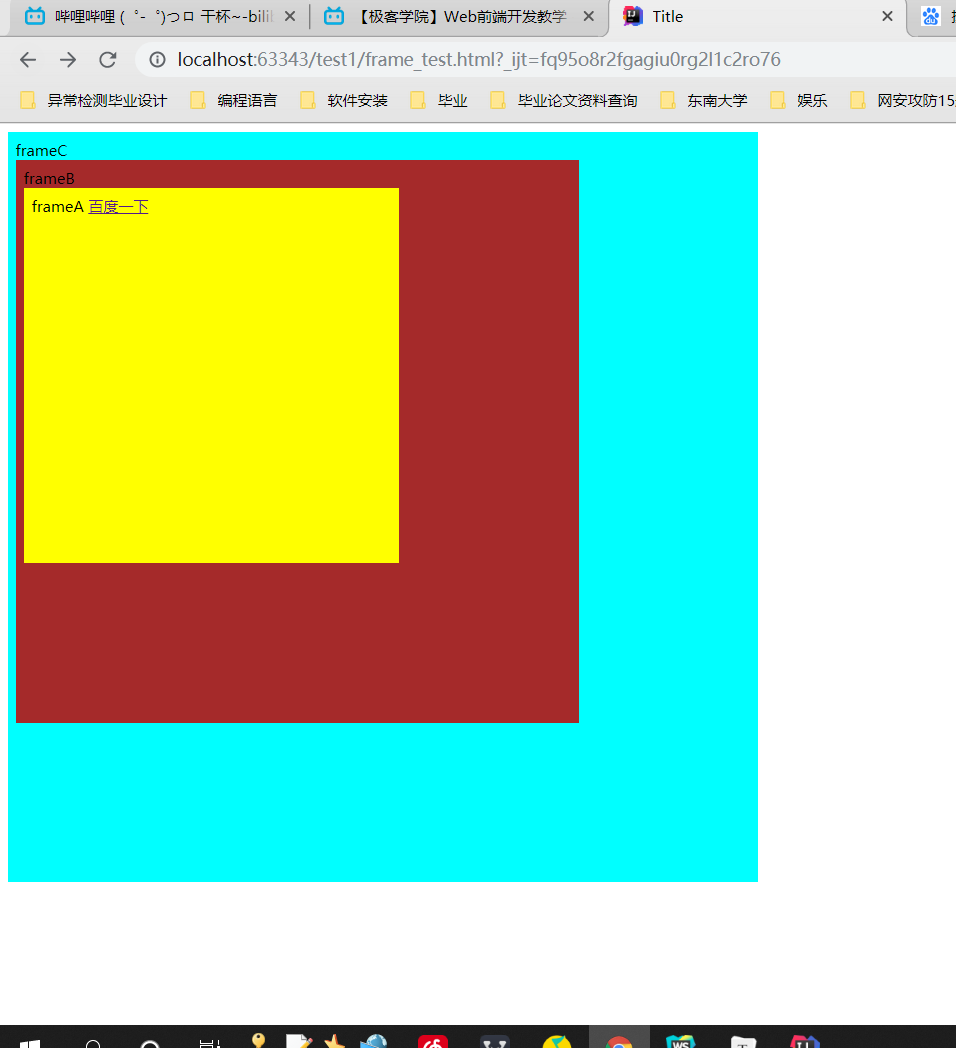 哔哩哔哩 ( ゜- ゜)つロ 干杯~-bili
【极客学院】Web前端开发教学
Title
localhost:63343/test1/frame_test.html?_ijt=fq95o8r2fgagiu0rg2l1c2ro76
异常检测毕业设计 编程语言 软件安装 毕业 毕业论文资料查询 东南大学 娱乐 网安攻防15
frameC
frameB
frameA 百度一下
WS